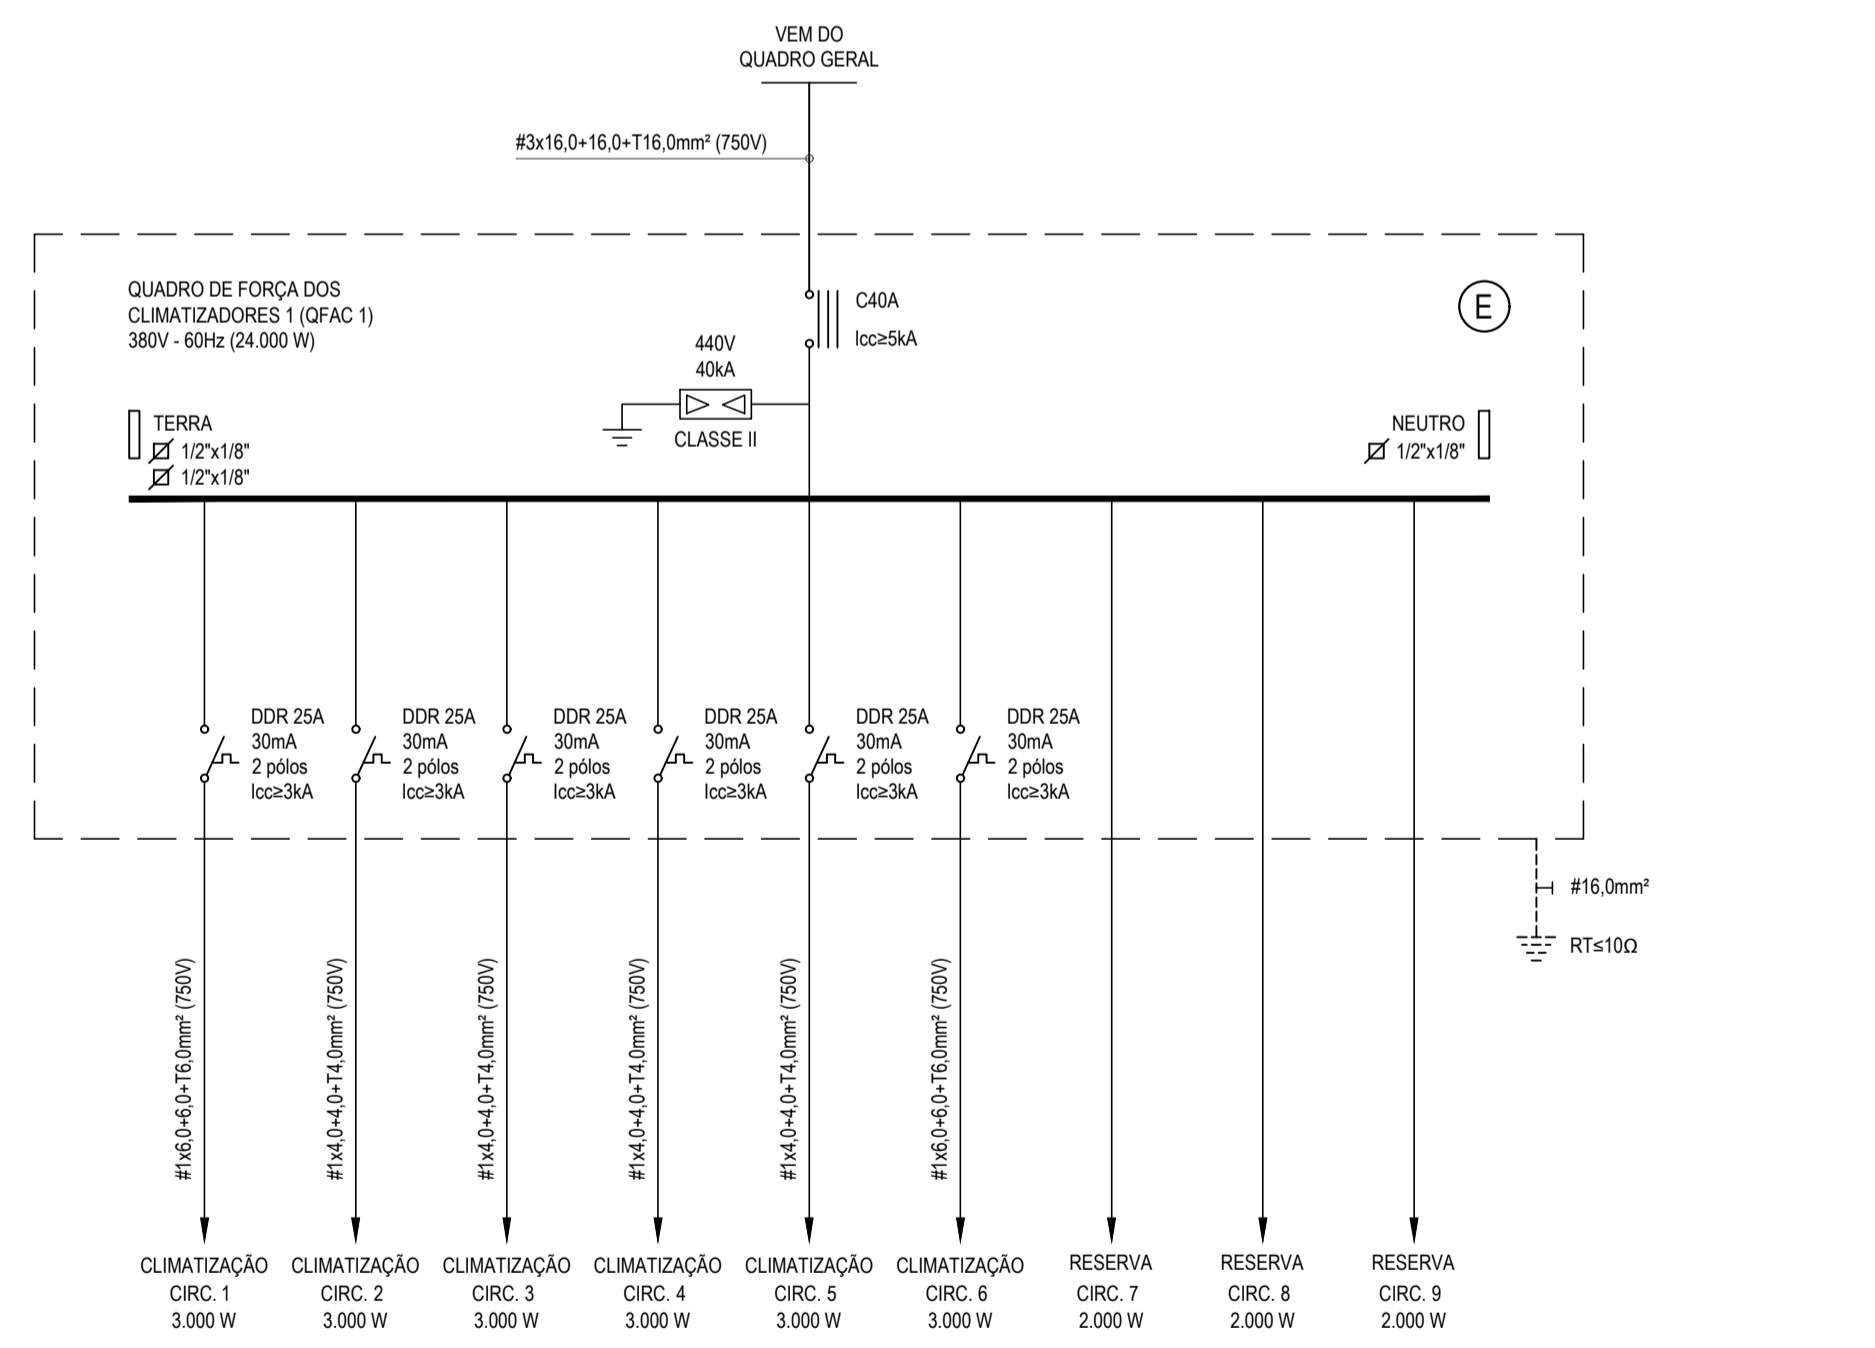 VEM DO
QUADRO GERAL
#3x16,0+16,0+T16,0mm² (750V)
QUADRO DE FORÇA DOS
CLIMATIZADORES 1 (QFAC 1)
380V - 60Hz (24.000 W)
C40A
Icc≥5kA
E
440V
40kA
CLASSE II
TERRA
1/2"x1/8"
1/2"x1/8"
NEUTRO
1/2"x1/8"
DDR 25A
30mA
2 pólos
Icc≥3kA
DDR 25A
30mA
2 pólos
Icc≥3kA
DDR 25A
30mA
2 pólos
Icc≥3kA
DDR 25A
30mA
2 pólos
Icc≥3kA
DDR 25A
30mA
2 pólos
Icc≥3kA
DDR 25A
30mA
2 pólos
Icc≥3kA
#16,0mm²
RT≤10Ω
#1x6,0+6,0+T6,0mm² (750V)
#1x4,0+4,0+T4,0mm² (750V)
#1x4,0+4,0+T4,0mm² (750V)
#1x4,0+4,0+T4,0mm² (750V)
#1x4,0+4,0+T4,0mm² (750V)
#1x6,0+6,0+T6,0mm² (750V)
CLIMATIZAÇÃO
CIRC. 1
3.000 W
CLIMATIZAÇÃO
CIRC. 2
3.000 W
CLIMATIZAÇÃO
CIRC. 3
3.000 W
CLIMATIZAÇÃO
CIRC. 4
3.000 W
CLIMATIZAÇÃO
CIRC. 5
3.000 W
CLIMATIZAÇÃO
CIRC. 6
3.000 W
RESERVA
CIRC. 7
2.000 W
RESERVA
CIRC. 8
2.000 W
RESERVA
CIRC. 9
2.000 W